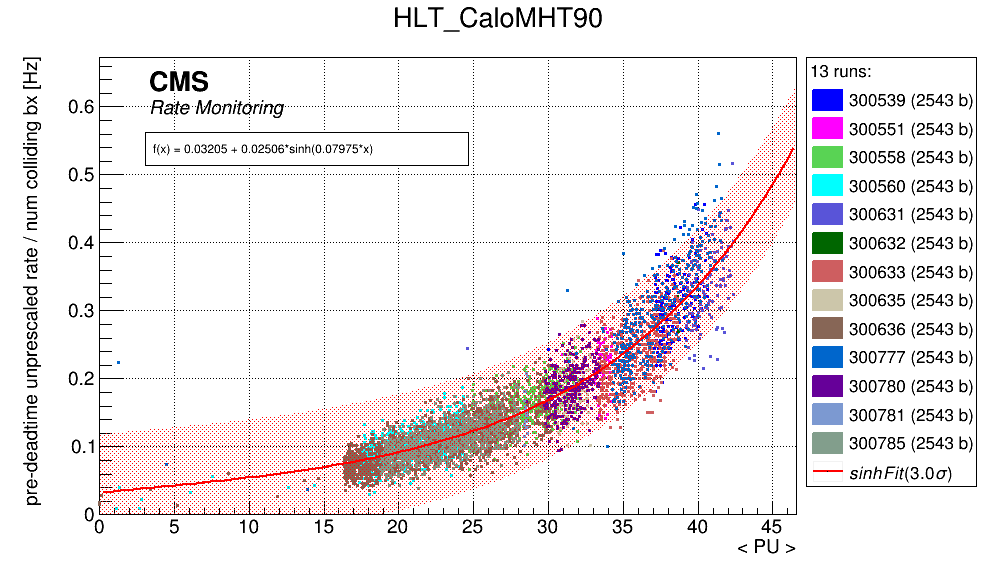 HLT_CaloMHT90
pre-deadtime unprescaled rate / num colliding bx [Hz]
CMS
Rate Monitoring
f(x) = 0.03205 + 0.02506*sinh(0.07975*x)
0.6
0.5
0.4
0.3
0.2
0.1
0
0 5 10 15 20 25 30 35 40 45
< PU >
13 runs:
300539 (2543 b)
300551 (2543 b)
300558 (2543 b)
300560 (2543 b)
300631 (2543 b)
300632 (2543 b)
300633 (2543 b)
300635 (2543 b)
300636 (2543 b)
300777 (2543 b)
300780 (2543 b)
300781 (2543 b)
300785 (2543 b)
sinhFit(3.0σ)